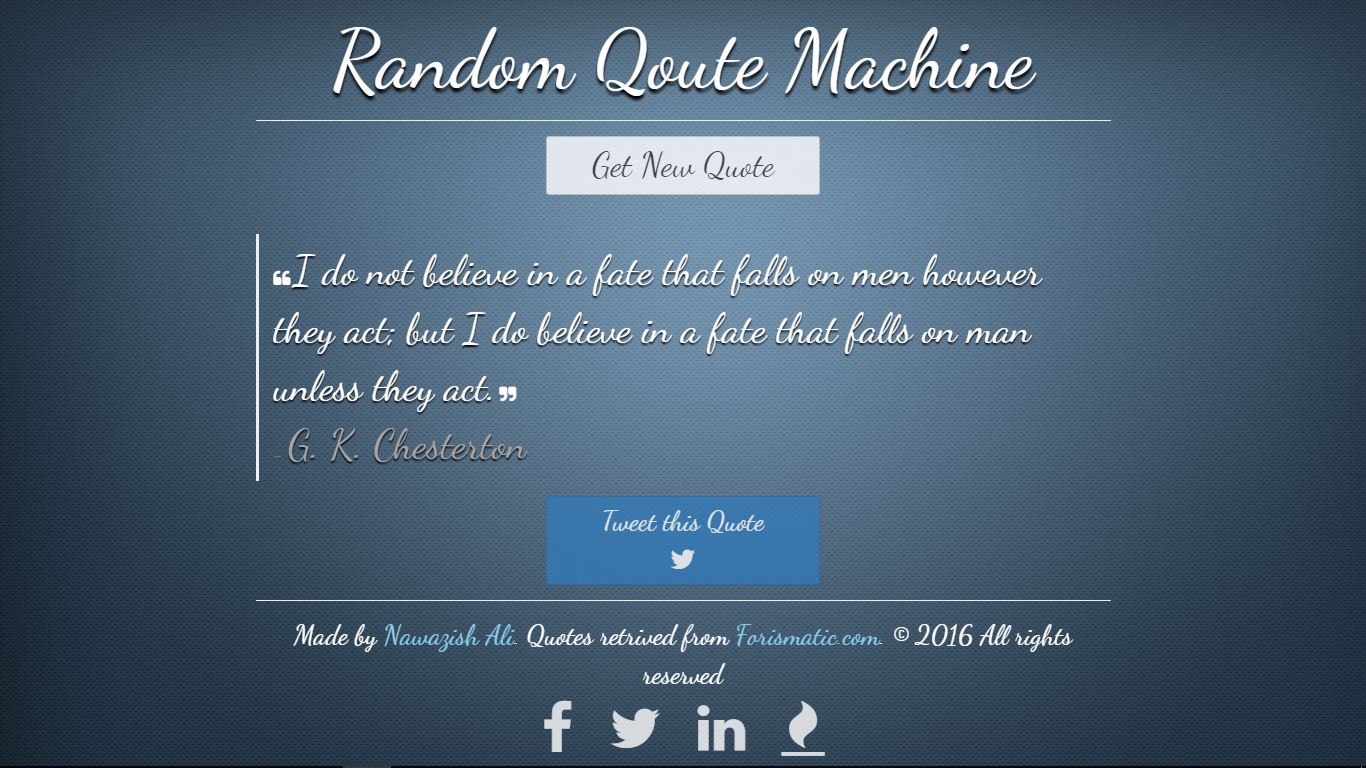 Random Qoute Machine
Get New Quote
❝I do not believe in a fate that falls on men however
they act; but I do believe in a fate that falls on man
unless they act.❞
- G. K. Chesterton
Tweet this Quote
Made by Nawazish Ali. Quotes retrived from Forismatic.com. © 2016 All rights
reserved